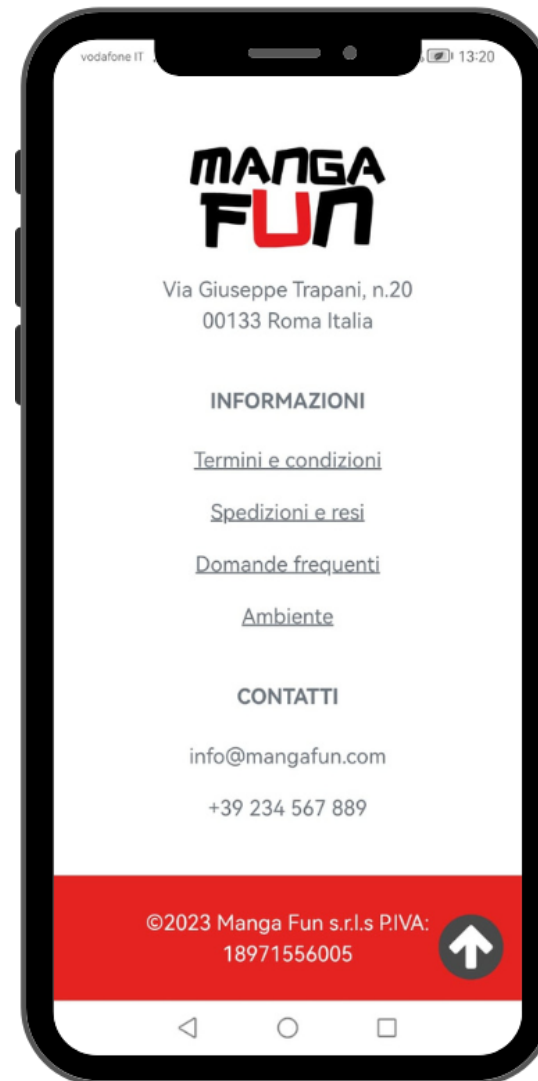 vodafone IT
13:20
MANGA
FUN
Via Giuseppe Trapani, n.20
00133 Roma Italia
INFORMAZIONI
Termini e condizioni
Spedizioni e resi
Domande frequenti
Ambiente
CONTATTI
info@mangafun.com
+39 234 567 889
©2023 Manga Fun s.r.l.s P.IVA:
18971556005